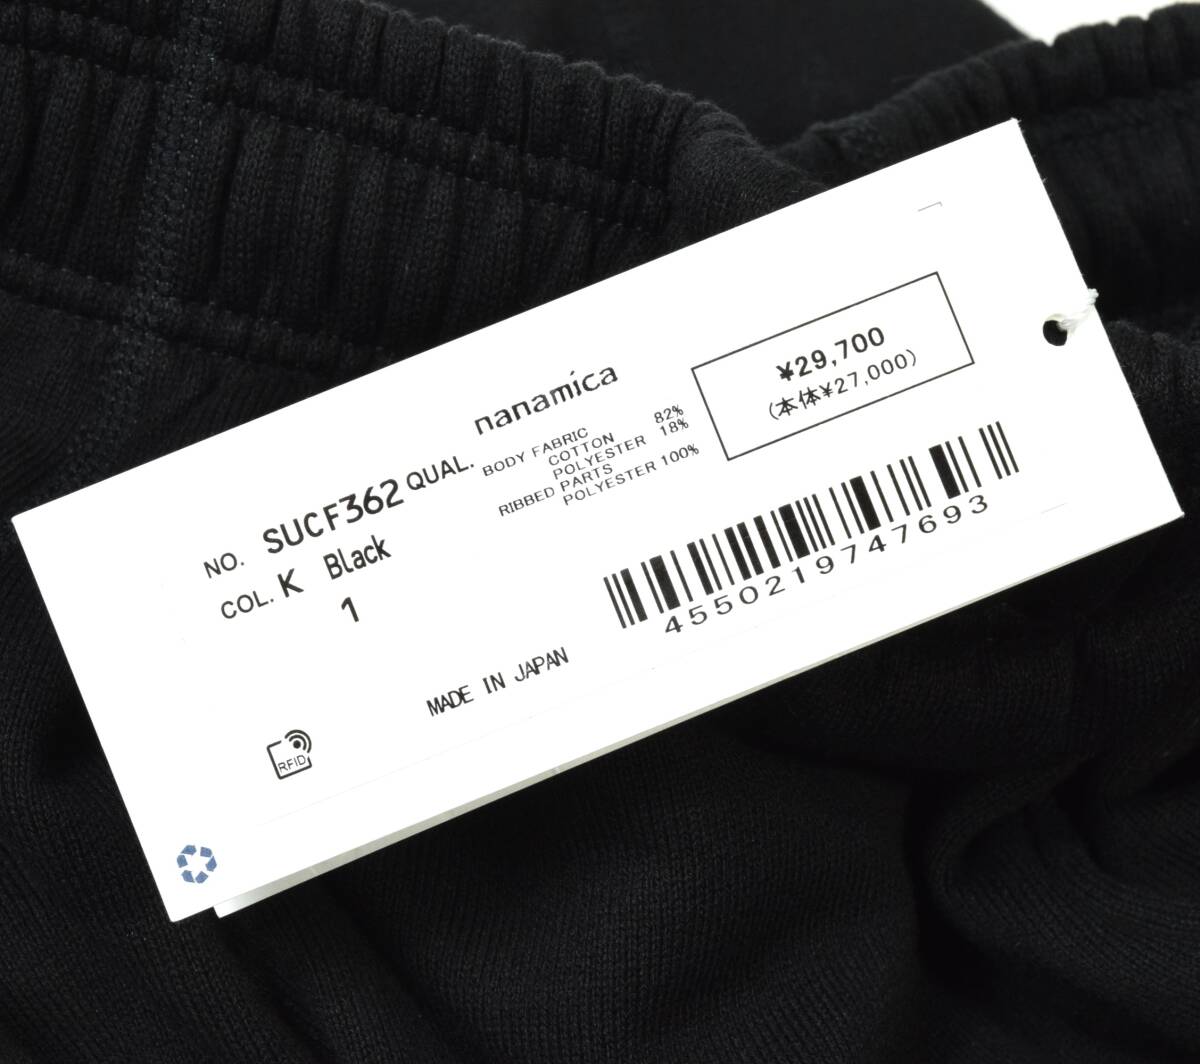 nanamica
NO. SUCF362 QUAL.
BODY FABRIC
COTTON 82%
POLYESTER 18%
RIBBED PARTS
POLYESTER 100%
COL. K Black
1
¥29,700
(本体¥27,000)
4550219747693
MADE IN JAPAN
RFID